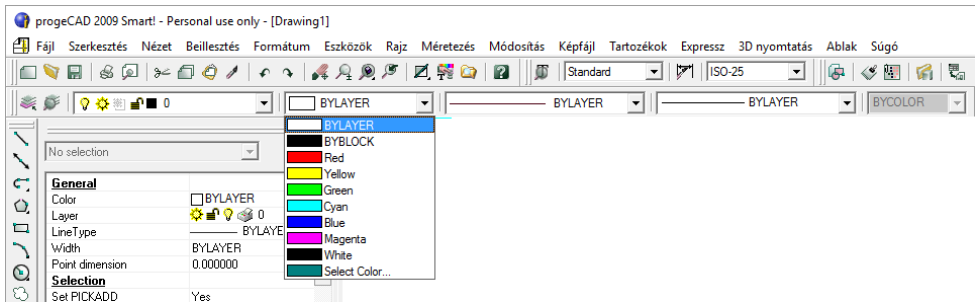 progeCAD 2009 Smart! - Personal use only - [Drawing1]
Fájl Szerkesztés Nézet Beillesztés Formátum Eszközök Rajz Méretezés Módosítás Képfájl Tartozékok Expressz 3D nyomtatás Ablak Súgó
Standard ISO-25
0 BYLAYER BYLAYER BYLAYER BYCOLOR
BYLAYER
BYBLOCK
Red
Yellow
Green
Cyan
Blue
Magenta
White
Select Color...
No selection
General
Color BYLAYER
Layer 0
LineType BYLAYE
Width BYLAYER
Point dimension 0.000000
Selection
Set PICKADD Yes